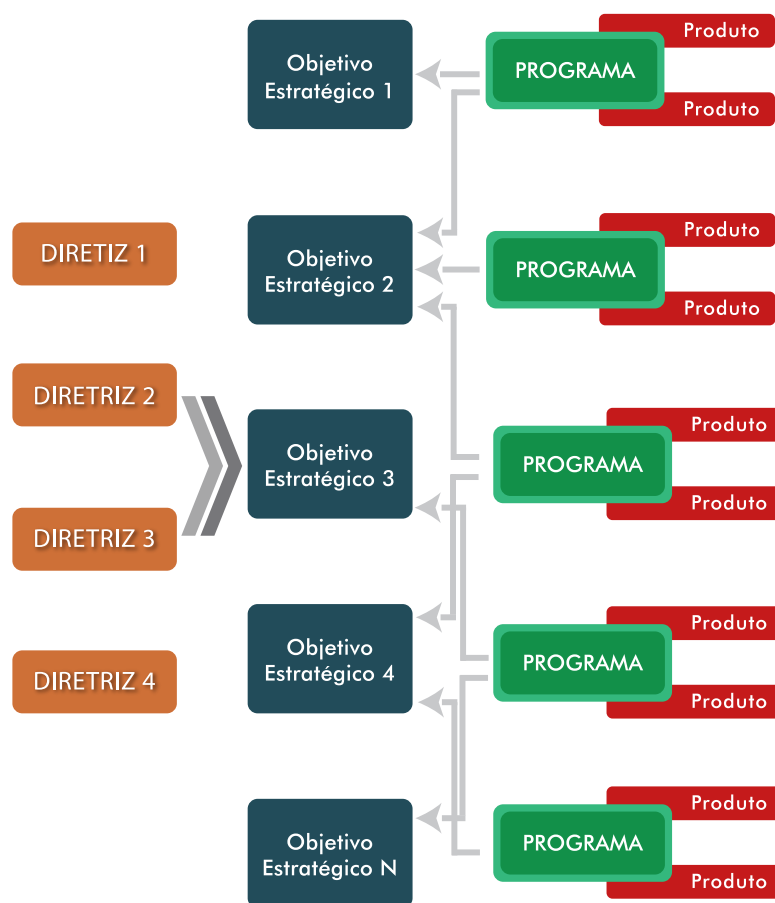 Produto
Objetivo
Estratégico 1
PROGRAMA
Produto
DIRETIZ 1
Objetivo
Estratégico 2
Produto
PROGRAMA
Produto
DIRETRIZ 2
Objetivo
Estratégico 3
Produto
PROGRAMA
Produto
DIRETRIZ 3
Objetivo
Estratégico 4
Produto
PROGRAMA
Produto
DIRETRIZ 4
Objetivo
Estratégico N
Produto
PROGRAMA
Produto